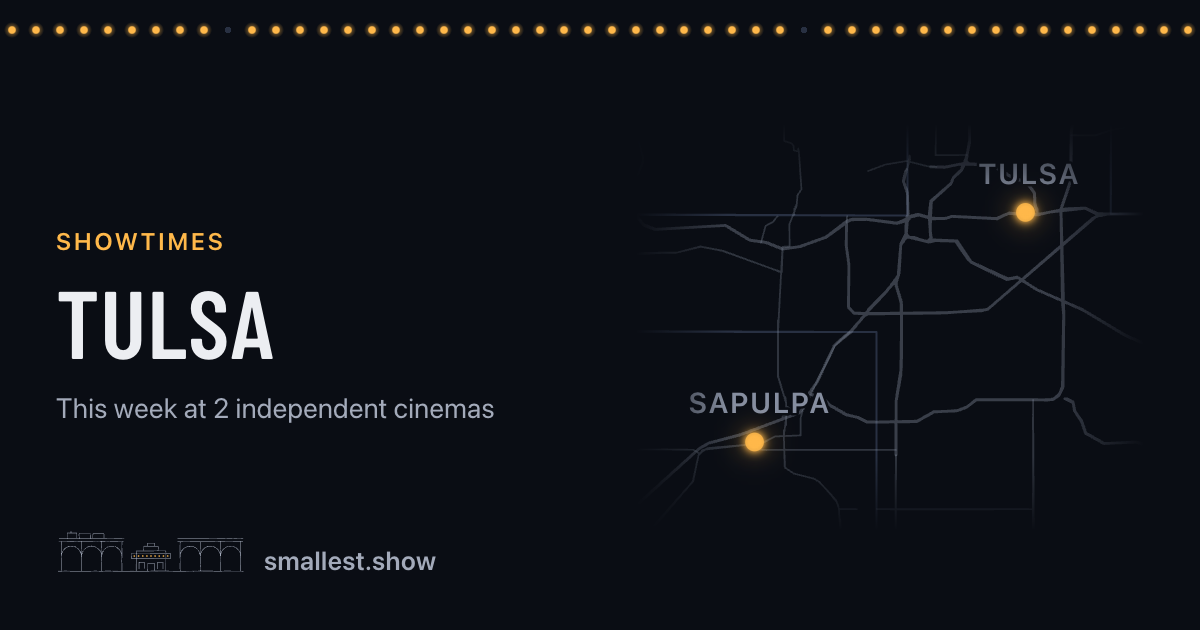 SHOWTIMES
TULSA
This week at 2 independent cinemas
smallest.show
TULSA
SAPULPA